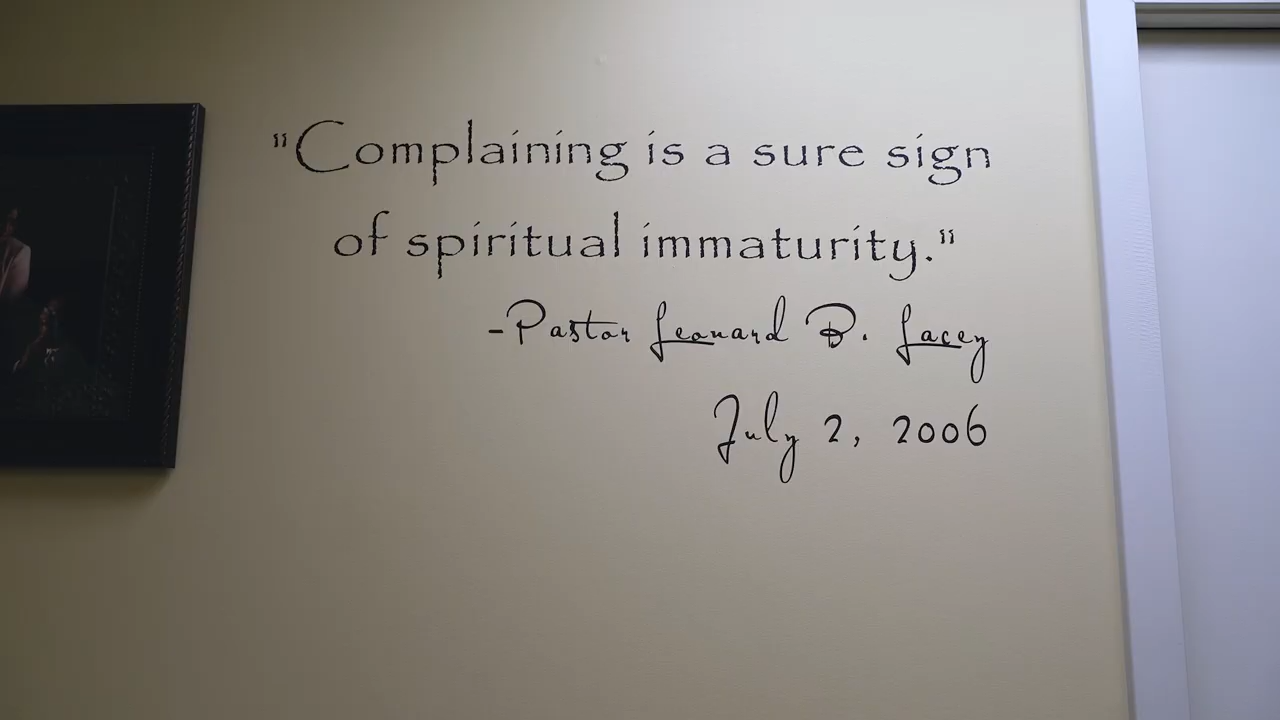 "Complaining is a sure sign
of spiritual immaturity."
-Pastor Leonard B. Lacey
July 2, 2006